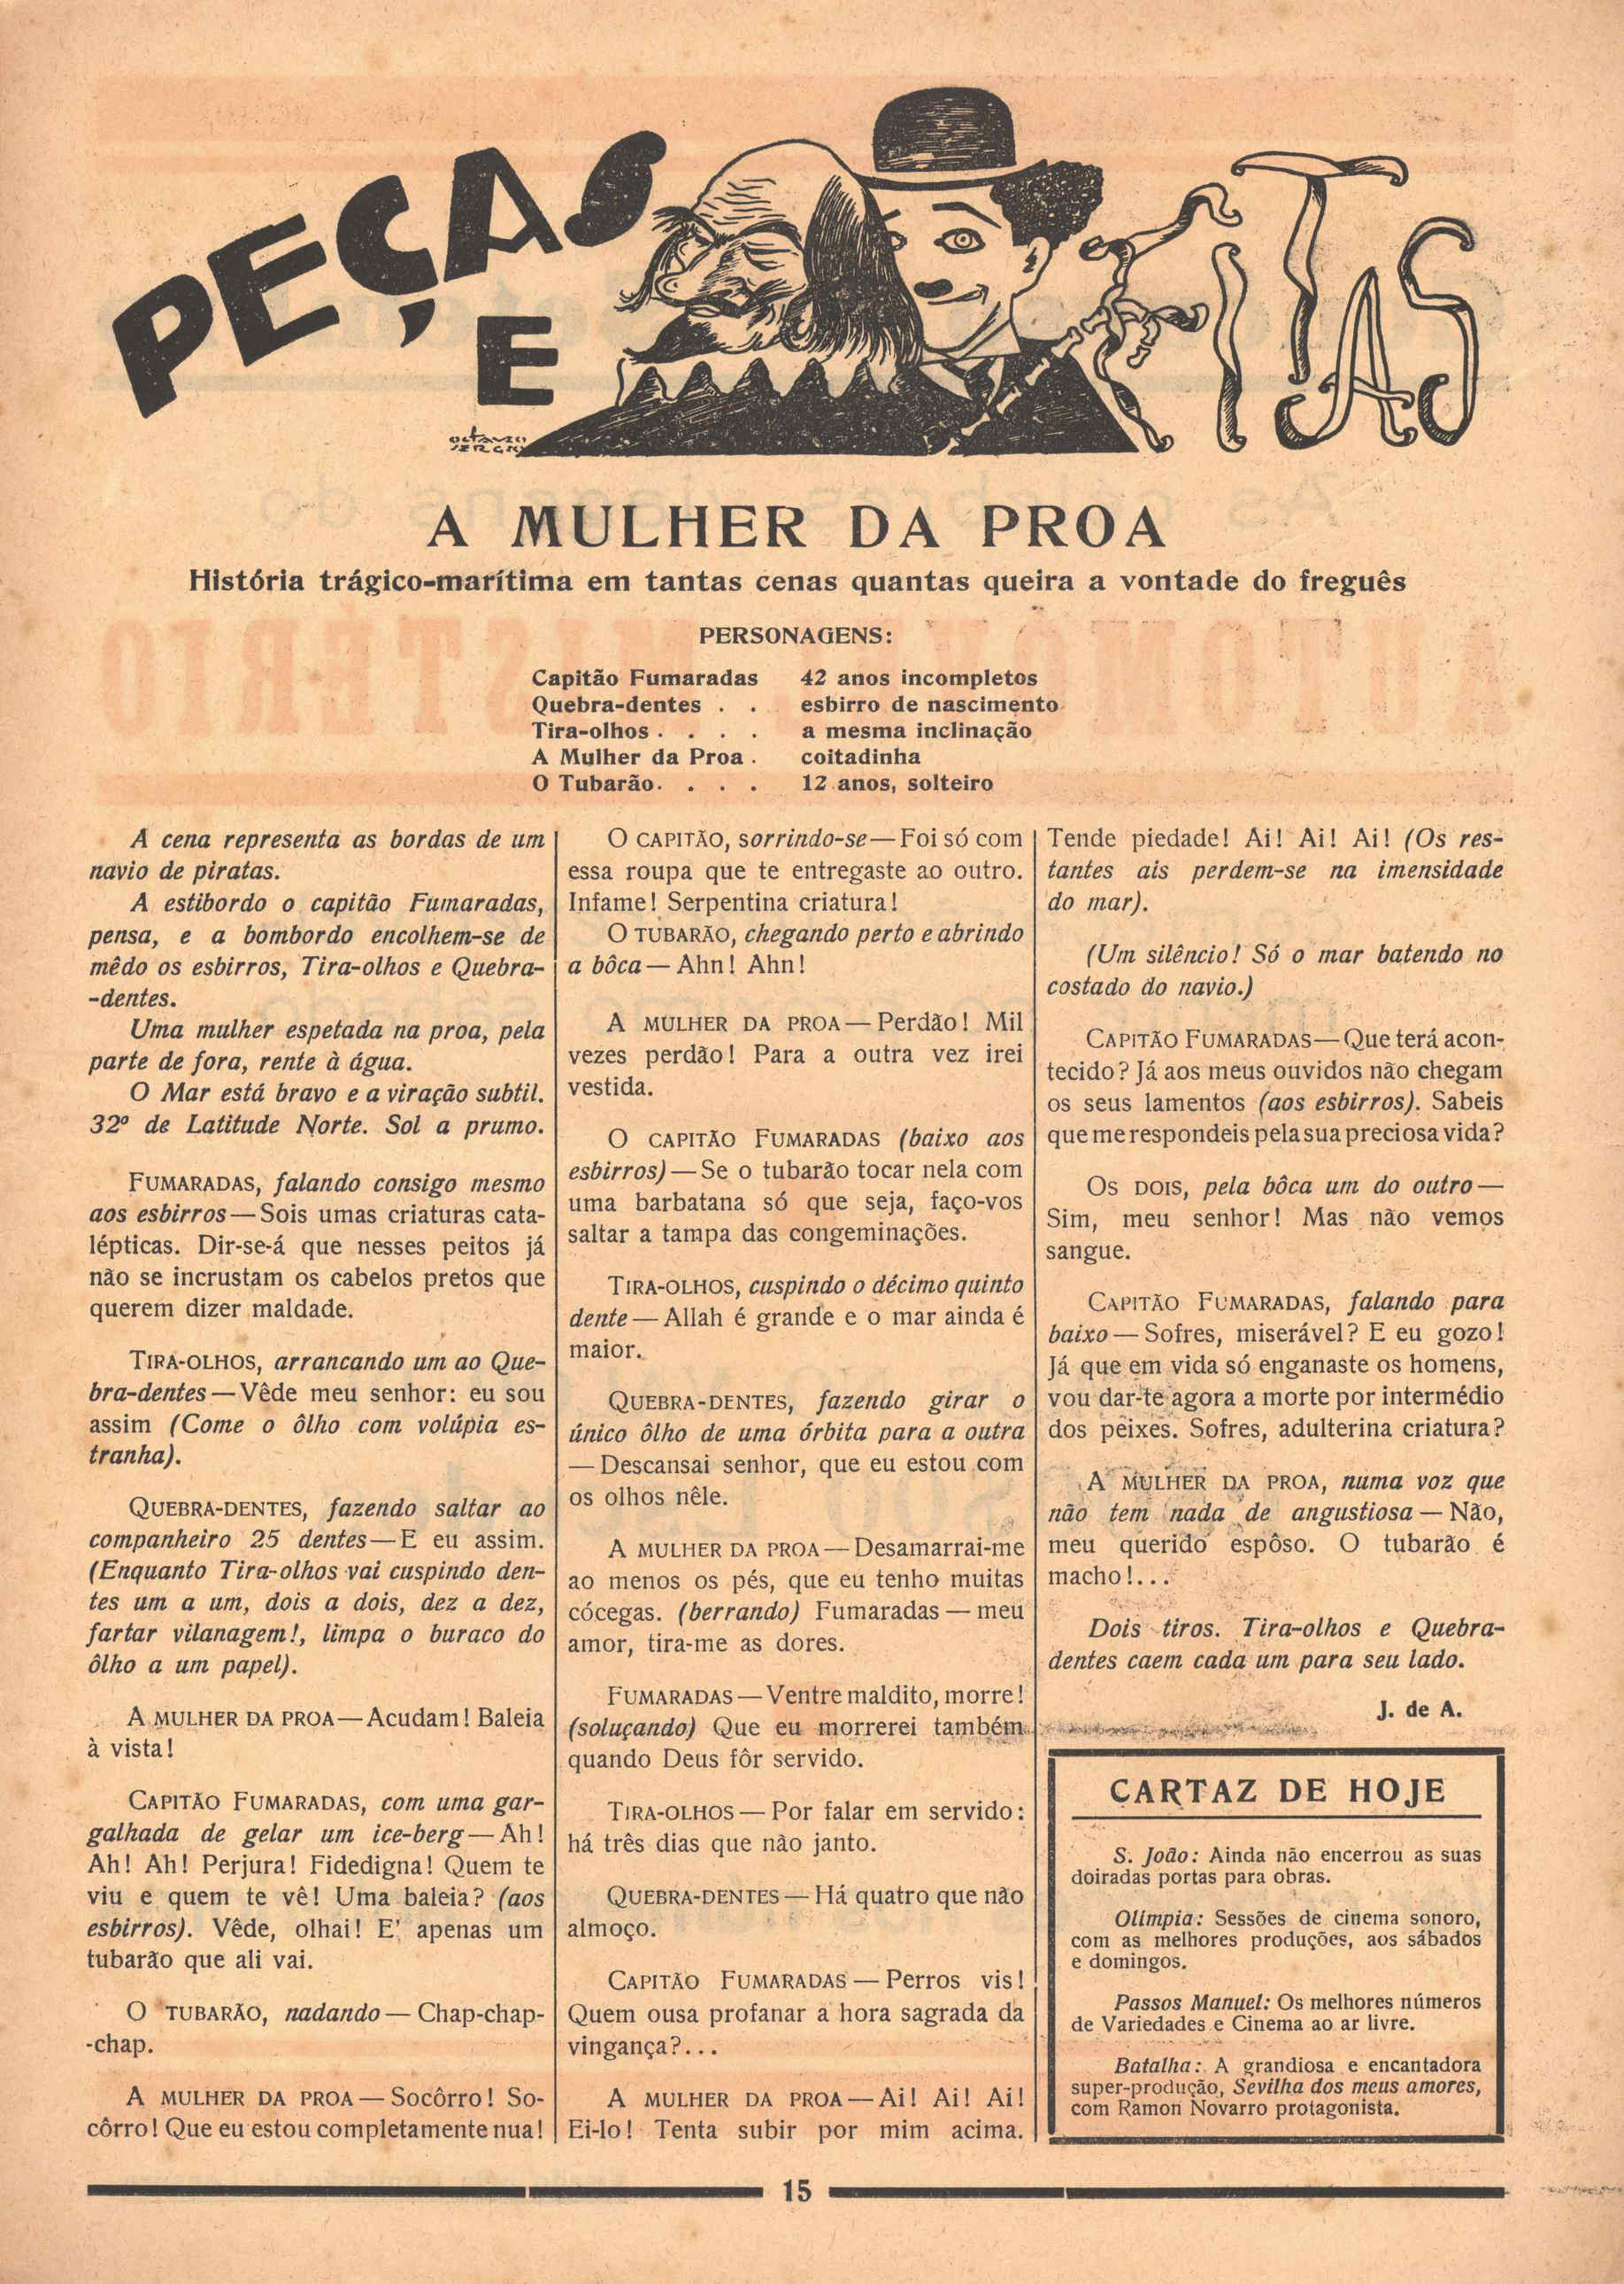 PEÇAS
E FITAS
OCTAVIO
SERGIO
A MULHER DA PROA
História trágico-marítima em tantas cenas quantas queira a vontade do freguês
PERSONAGENS:
Capitão Fumaradas 42 anos incompletos
Quebra-dentes . . esbirro de nascimento
Tira-olhos . . . . a mesma inclinação
A Mulher da Proa . coitadinha
O Tubarão. . . . . 12 anos, solteiro
A cena representa as bordas de um
navio de piratas.
A estibordo o capitão Fumaradas,
pensa, e a bombordo encolhem-se de
mêdo os esbirros, Tira-olhos e Quebra-
-dentes.
Uma mulher espetada na proa, pela
parte de fora, rente à água.
O Mar está bravo e a viração subtil.
32º de Latitude Norte. Sol a prumo.
FUMARADAS, falando consigo mesmo
aos esbirros—Sois umas criaturas cata-
lépticas. Dir-se-á que nesses peitos já
não se incrustam os cabelos pretos que
querem dizer maldade.
TIRA-OLHOS, arrancando um ao Que-
bra-dentes—Vêde meu senhor: eu sou
assim (Come o ôlho com volúpia es-
tranha).
QUEBRA-DENTES, fazendo saltar ao
companheiro 25 dentes—E eu assim.
(Enquanto Tira-olhos vai cuspindo den-
tes um a um, dois a dois, dez a dez,
fartar vilanagem!, limpa o buraco do
ôlho a um papel).
A MULHER DA PROA—Acudam! Baleia
à vista!
CAPITÃO FUMARADAS, com uma gar-
galhada de gelar um ice-berg—Ah!
Ah! Ah! Perjura! Fidedigna! Quem te
viu e quem te vê! Uma baleia? (aos
esbirros). Vêde, olhai! E' apenas um
tubarão que ali vai.
O TUBARÃO, nadando—Chap-chap-
-chap.
A MULHER DA PROA—Socôrro! So-
côrro! Que eu estou completamente nua!
O CAPITÃO, sorrindo-se—Foi só com
essa roupa que te entregaste ao outro.
Infame! Serpentina criatura!
O TUBARÃO, chegando perto e abrindo
a bôca—Ahn! Ahn!
A MULHER DA PROA—Perdão! Mil
vezes perdão! Para a outra vez irei
vestida.
O CAPITÃO FUMARADAS (baixo aos
esbirros)—Se o tubarão tocar nela com
uma barbatana só que seja, faço-vos
saltar a tampa das congeminações.
TIRA-OLHOS, cuspindo o décimo quinto
dente—Allah é grande e o mar ainda é
maior.
QUEBRA-DENTES, fazendo girar o
único ôlho de uma órbita para a outra
—Descansai senhor, que eu estou com
os olhos nêle.
A MULHER DA PROA—Desamarrai-me
ao menos os pés, que eu tenho muitas
cócegas. (berrando) Fumaradas—meu
amor, tira-me as dores.
FUMARADAS—Ventre maldito, morre!
(soluçando) Que eu morrerei também
quando Deus fôr servido.
TIRA-OLHOS—Por falar em servido:
há três dias que não janto.
QUEBRA-DENTES—Há quatro que não
almoço.
CAPITÃO FUMARADAS—Perros vis!
Quem ousa profanar a hora sagrada da
vingança?...
A MULHER DA PROA—Ai! Ai! Ai!
Ei-lo! Tenta subir por mim acima.
Tende piedade! Ai! Ai! Ai! (Os res-
tantes ais perdem-se na imensidade
do mar).
(Um silêncio! Só o mar batendo no
costado do navio.)
CAPITÃO FUMARADAS—Que terá acon-
tecido? Já aos meus ouvidos não chegam
os seus lamentos (aos esbirros). Sabeis
que me respondeis pela sua preciosa vida?
OS DOIS, pela bôca um do outro—
Sim, meu senhor! Mas não vemos
sangue.
CAPITÃO FUMARADAS, falando para
baixo—Sofres, miserável? E eu gozo!
Já que em vida só enganaste os homens,
vou dar-te agora a morte por intermédio
dos peixes. Sofres, adulterina criatura?
A MULHER DA PROA, numa voz que
não tem nada de angustiosa—Não,
meu querido espôso. O tubarão é
macho!...
Dois tiros. Tira-olhos e Quebra-
dentes caem cada um para seu lado.
J. de A.
CARTAZ DE HOJE
S. João: Ainda não encerrou as suas
doiradas portas para obras.
Olímpia: Sessões de cinema sonoro,
com as melhores produções, aos sábados
e domingos.
Passos Manuel: Os melhores números
de Variedades e Cinema ao ar livre.
Batalha: A grandiosa e encantadora
super-produção, Sevilha dos meus amores,
com Ramon Novarro protagonista.
15